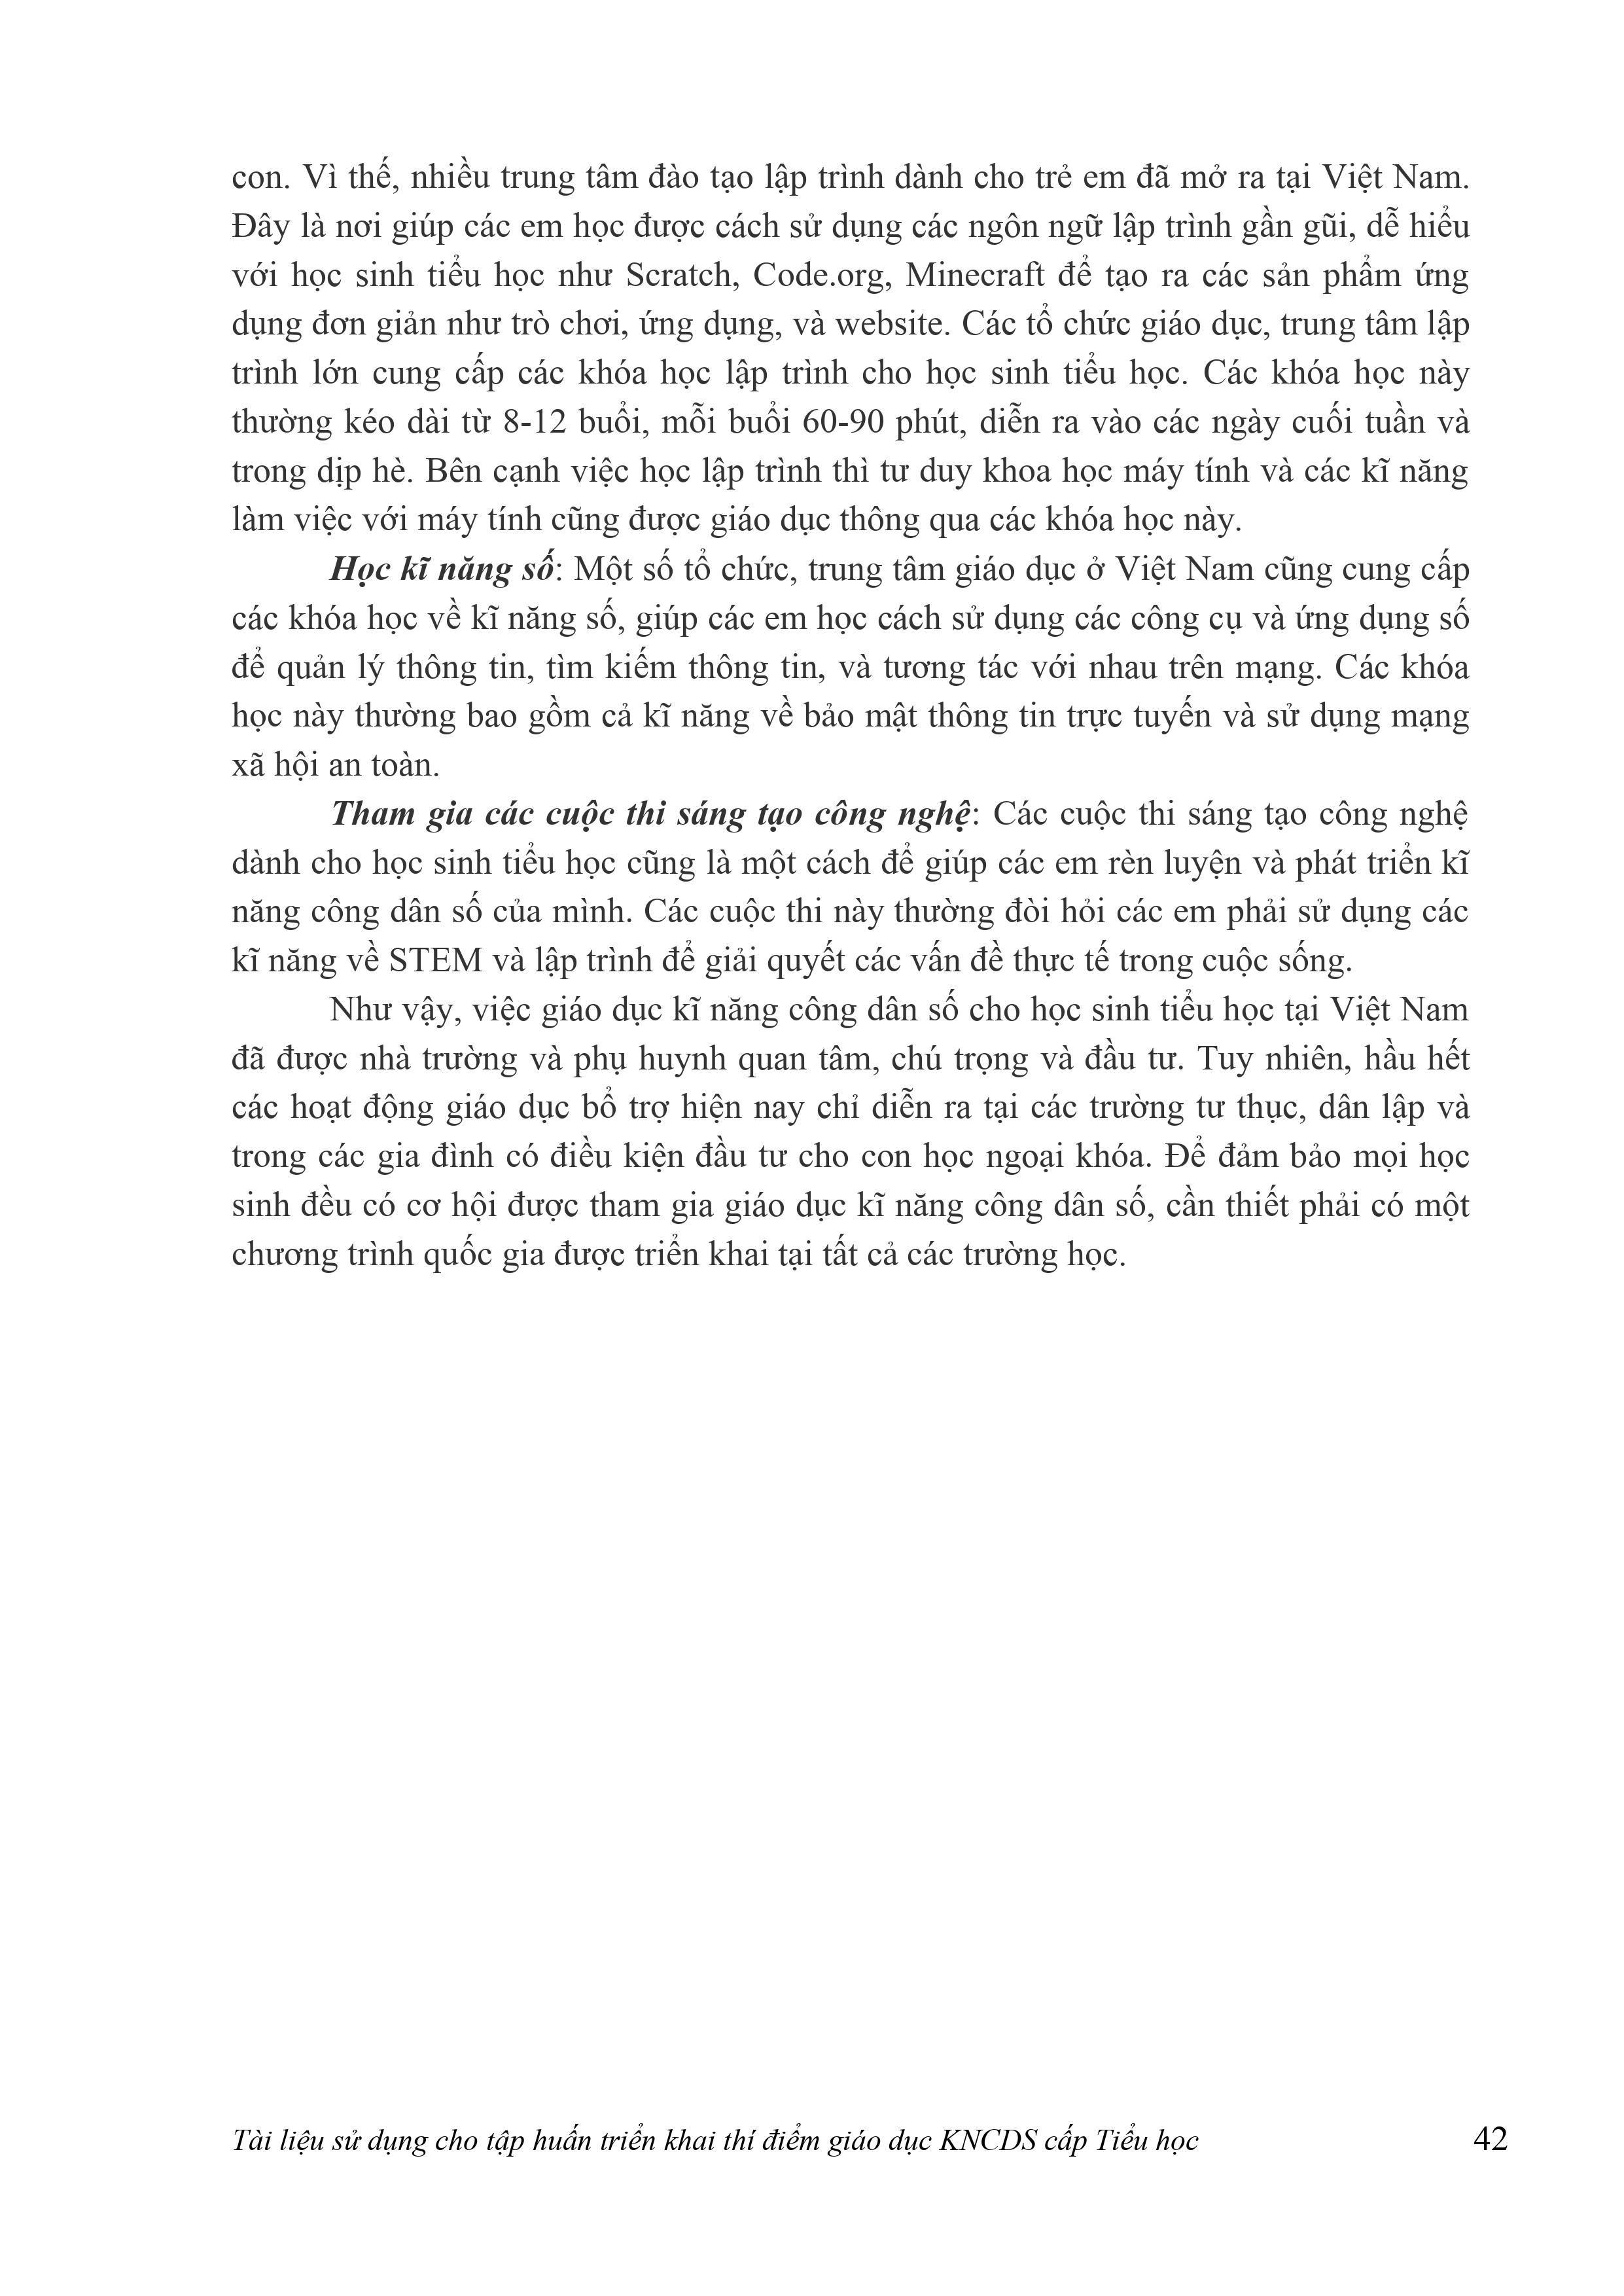 con. Vì thế, nhiều trung tâm đào tạo lập trình dành cho trẻ em đã mở ra tại Việt Nam.
Đây là nơi giúp các em học được cách sử dụng các ngôn ngữ lập trình gần gũi, dễ hiểu
với học sinh tiểu học như Scratch, Code.org, Minecraft để tạo ra các sản phẩm ứng
dụng đơn giản như trò chơi, ứng dụng, và website. Các tổ chức giáo dục, trung tâm lập
trình lớn cung cấp các khóa học lập trình cho học sinh tiểu học. Các khóa học này
thường kéo dài từ 8-12 buổi, mỗi buổi 60-90 phút, diễn ra vào các ngày cuối tuần và
trong dịp hè. Bên cạnh việc học lập trình thì tư duy khoa học máy tính và các kĩ năng
làm việc với máy tính cũng được giáo dục thông qua các khóa học này.
Học kĩ năng số: Một số tổ chức, trung tâm giáo dục ở Việt Nam cũng cung cấp
các khóa học về kĩ năng số, giúp các em học cách sử dụng các công cụ và ứng dụng số
để quản lý thông tin, tìm kiếm thông tin, và tương tác với nhau trên mạng. Các khóa
học này thường bao gồm cả kĩ năng về bảo mật thông tin trực tuyến và sử dụng mạng
xã hội an toàn.
Tham gia các cuộc thi sáng tạo công nghệ: Các cuộc thi sáng tạo công nghệ
dành cho học sinh tiểu học cũng là một cách để giúp các em rèn luyện và phát triển kĩ
năng công dân số của mình. Các cuộc thi này thường đòi hỏi các em phải sử dụng các
kĩ năng về STEM và lập trình để giải quyết các vấn đề thực tế trong cuộc sống.
Như vậy, việc giáo dục kĩ năng công dân số cho học sinh tiểu học tại Việt Nam
đã được nhà trường và phụ huynh quan tâm, chú trọng và đầu tư. Tuy nhiên, hầu hết
các hoạt động giáo dục bổ trợ hiện nay chỉ diễn ra tại các trường tư thục, dân lập và
trong các gia đình có điều kiện đầu tư cho con học ngoại khóa. Để đảm bảo mọi học
sinh đều có cơ hội được tham gia giáo dục kĩ năng công dân số, cần thiết phải có một
chương trình quốc gia được triển khai tại tất cả các trường học.
Tài liệu sử dụng cho tập huấn triển khai thí điểm giáo dục KNCDS cấp Tiểu học 42